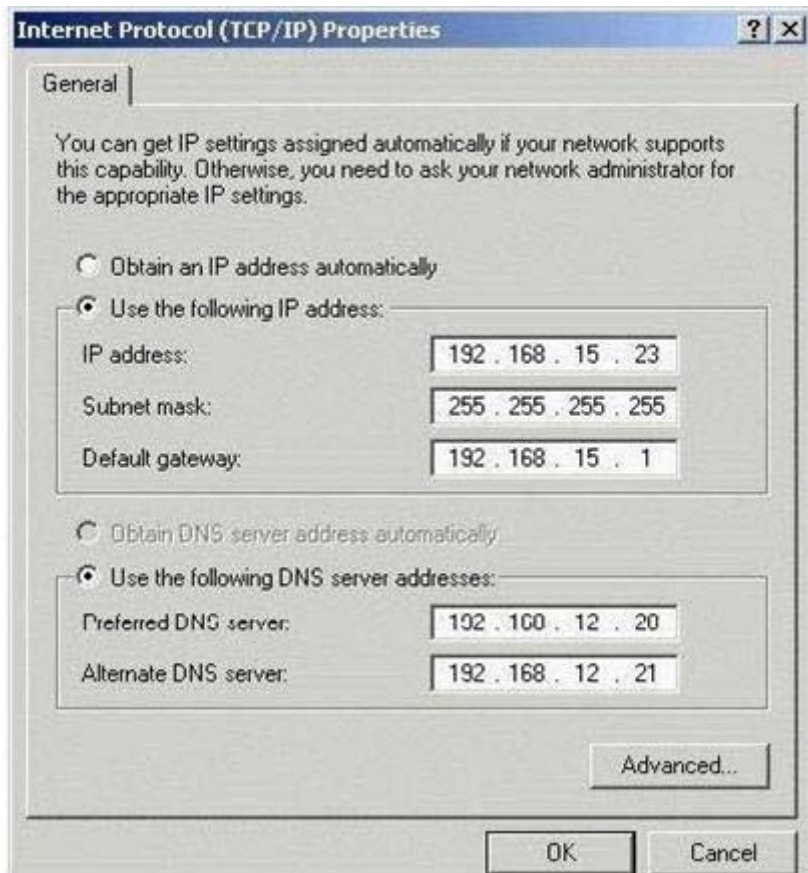 Internet Protocol (TCP/IP) Properties
General
You can get IP settings assigned automatically if your network supports
this capability. Otherwise, you need to ask your network administrator for
the appropriate IP settings.
Obtain an IP address automatically
Use the following IP address:
IP address: 192 . 168 . 15 . 23
Subnet mask: 255 . 255 . 255 . 255
Default gateway: 192 . 168 . 15 . 1
Obtain DNS server address automatically
Use the following DNS server addresses:
Preferred DNS server: 192 . 168 . 12 . 20
Alternate DNS server: 192 . 168 . 12 . 21
Advanced...
OK Cancel